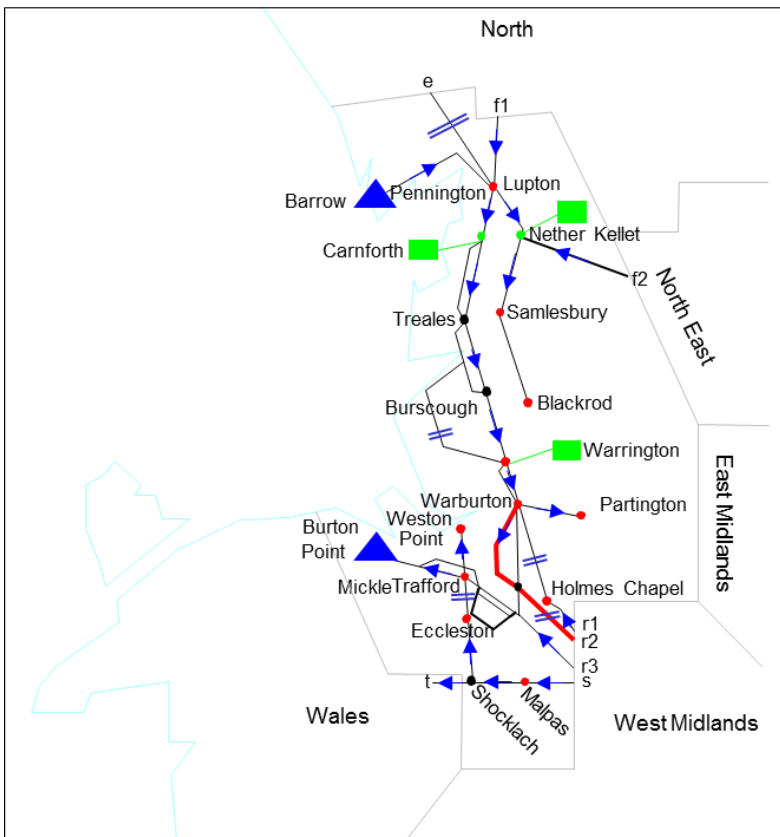 North
e
f1
Lupton
Pennington
Barrow
Nether Kellet
Carnforth
f2
North East
Treales
Samlesbury
Burscough
Blackrod
Warrington
East Midlands
Warburton
Partington
Weston
Point
Burton
Point
Mickle Trafford
Holmes Chapel
Eccleston
r1
r2
r3
t
s
Shocklach
Malpas
Wales
West Midlands